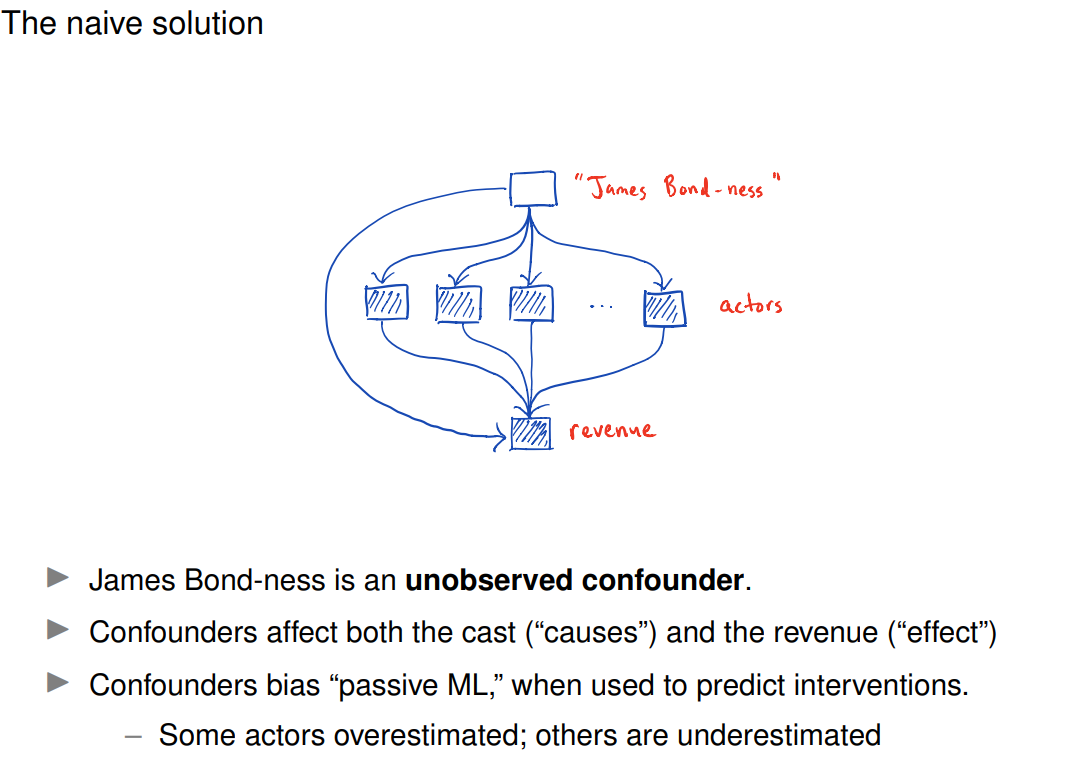 The naive solution
"James Bond-ness"
...
actors
revenue
▶ James Bond-ness is an unobserved confounder.
▶ Confounders affect both the cast (“causes”) and the revenue (“effect”)
▶ Confounders bias “passive ML,” when used to predict interventions.
– Some actors overestimated; others are underestimated